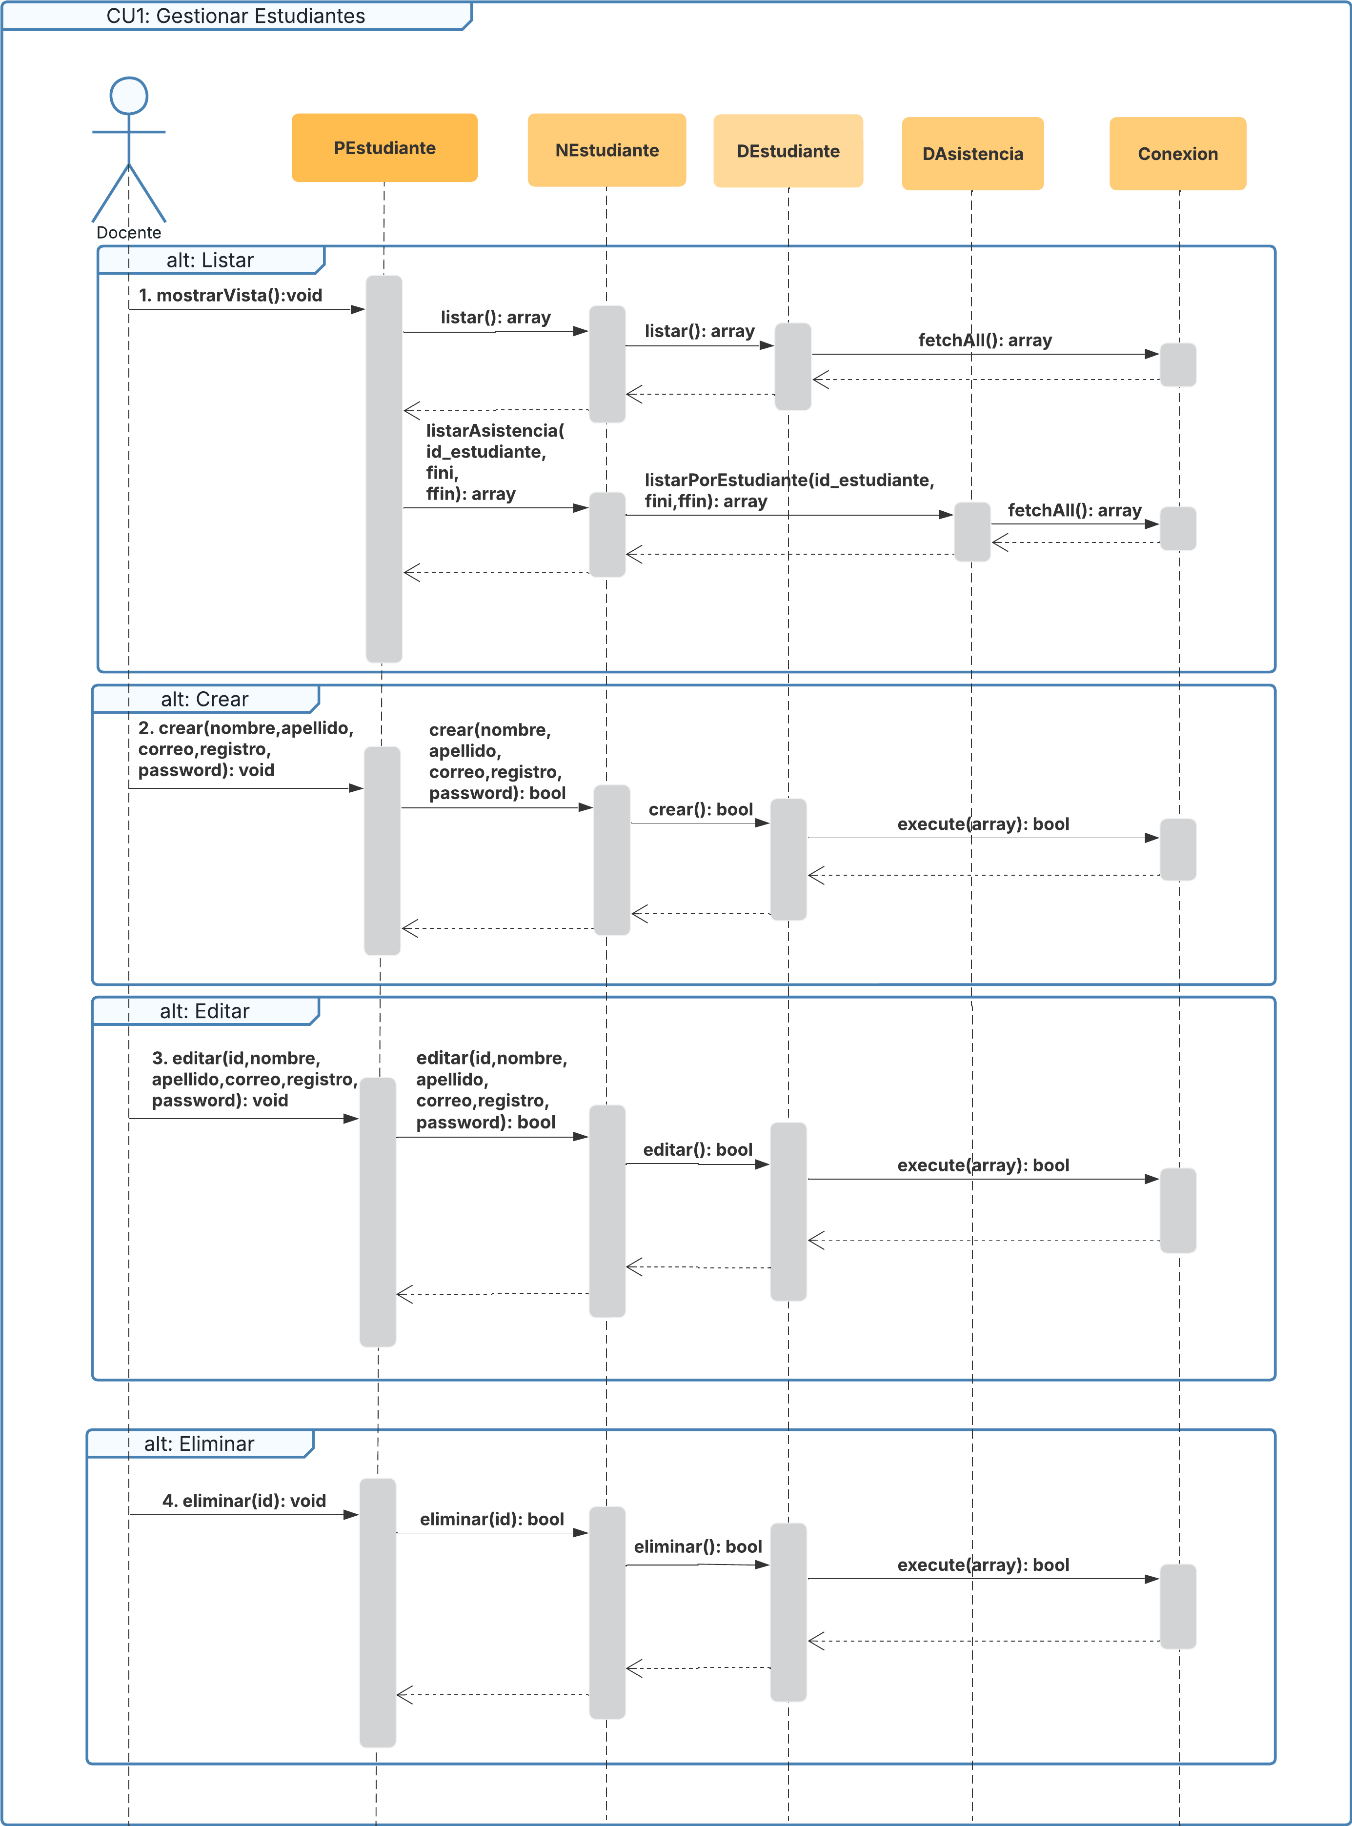 CU1: Gestionar Estudiantes
Docente
PEstudiante
NEstudiante
DEstudiante
DAsistencia
Conexion
alt: Listar
1. mostrarVista():void
listar(): array
listar(): array
fetchAll(): array
listarAsistencia(
id_estudiante,
fini,
ffin): array
listarPorEstudiante(id_estudiante,
fini,ffin): array
fetchAll(): array
alt: Crear
2. crear(nombre,apellido,
correo,registro,
password): void
crear(nombre,
apellido,
correo,registro,
password): bool
crear(): bool
execute(array): bool
alt: Editar
3. editar(id,nombre,
apellido,correo,registro,
password): void
editar(id,nombre,
apellido,
correo,registro,
password): bool
editar(): bool
execute(array): bool
alt: Eliminar
4. eliminar(id): void
eliminar(id): bool
eliminar(): bool
execute(array): bool